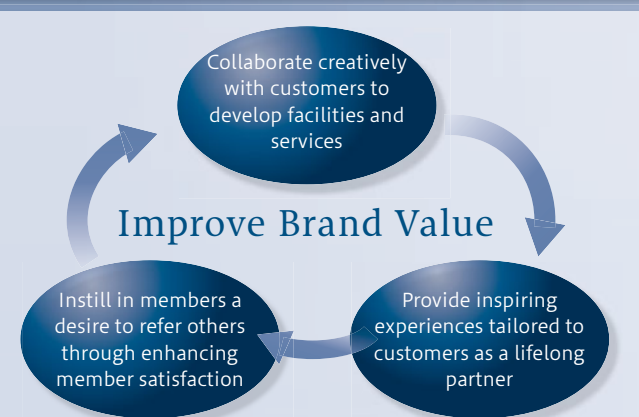 Collaborate creatively
with customers to
develop facilities and
services
Improve Brand Value
Instill in members a
desire to refer others
through enhancing
member satisfaction
Provide inspiring
experiences tailored to
customers as a lifelong
partner